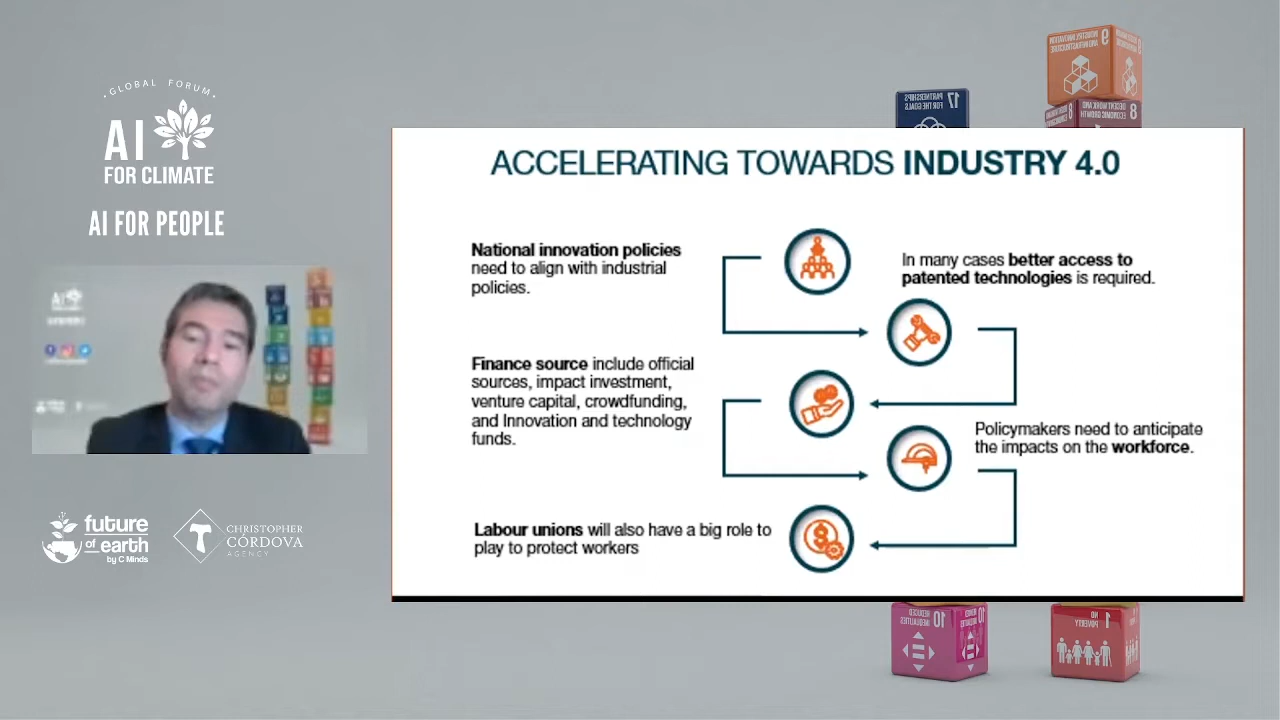 ·GLOBAL FORUM·
AI
FOR CLIMATE
AI FOR PEOPLE
future
of earth
by C Minds
CHRISTOPHER
CÓRDOVA
AGENCY
17 PARTNERSHIPS
FOR THE GOALS
9 INDUSTRY, INNOVATION
AND INFRASTRUCTURE
8 DECENT WORK AND
ECONOMIC GROWTH
ACCELERATING TOWARDS INDUSTRY 4.0
National innovation policies
need to align with industrial
policies.
In many cases better access to
patented technologies is required.
Finance source include official
sources, impact investment,
venture capital, crowdfunding,
and Innovation and technology
funds.
Policymakers need to anticipate
the impacts on the workforce.
Labour unions will also have a big role to
play to protect workers
10 REDUCED
INEQUALITIES
1 NO
POVERTY